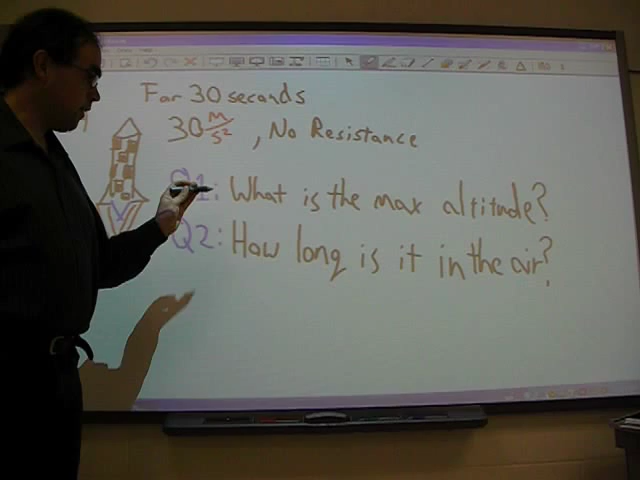 For 30 seconds
30 m/s² , No Resistance
Q1: What is the max altitude?
Q2: How long is it in the air?